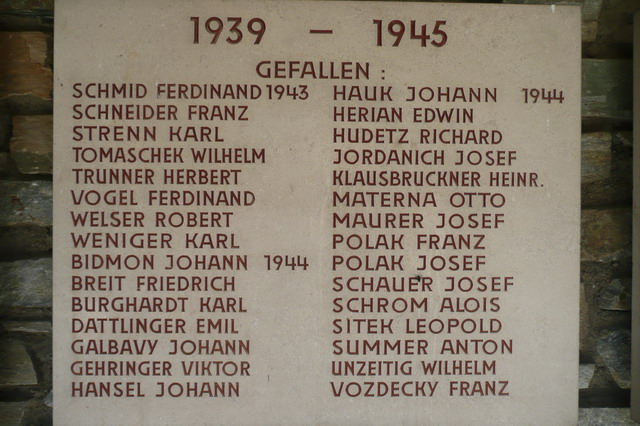 1939 – 1945
GEFALLEN :
SCHMID FERDINAND 1943
SCHNEIDER FRANZ
STRENN KARL
TOMASCHEK WILHELM
TRUNNER HERBERT
VOGEL FERDINAND
WELSER ROBERT
WENIGER KARL
BIDMON JOHANN 1944
BREIT FRIEDRICH
BURGHARDT KARL
DATTLINGER EMIL
GALBAVY JOHANN
GEHRINGER VIKTOR
HANSEL JOHANN
HAUK JOHANN 1944
HERIAN EDWIN
HUDETZ RICHARD
JORDANICH JOSEF
KLAUSBRUCKNER HEINR.
MATERNA OTTO
MAURER JOSEF
POLAK FRANZ
POLAK JOSEF
SCHAUER JOSEF
SCHROM ALOIS
SITEK LEOPOLD
SUMMER ANTON
UNZEITIG WILHELM
VOZDECKY FRANZ